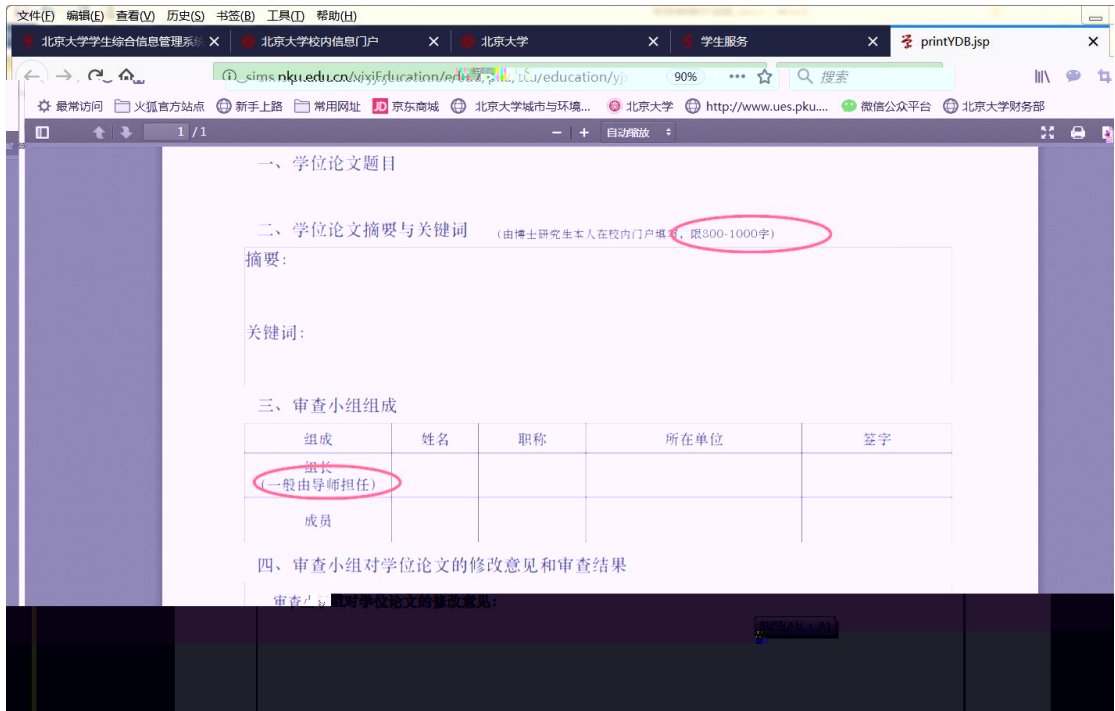 文件(F) 编辑(E) 查看(V) 历史(S) 书签(B) 工具(T) 帮助(H)
北京大学学生综合信息管理系统 北京大学校内信息门户 北京大学 学生服务 printYDB.jsp
sims.pku.edu.cn 90% 搜索
最常访问 火狐官方站点 新手上路 常用网址 JD 京东商城 北京大学城市与环境... 北京大学 http://www.ues.pku.... 微信公众平台 北京大学财务部
1 / 1 自动缩放
一、学位论文题目
二、学位论文摘要与关键词 (由博士研究生本人在校内门户填写，限800-1000字)
摘要:
关键词:
三、审查小组组成
组成 姓名 职称 所在单位 签字
组长
(一般由导师担任)
成员
四、审查小组对学位论文的修改意见和审查结果
审查小组对学位论文的修改意见: